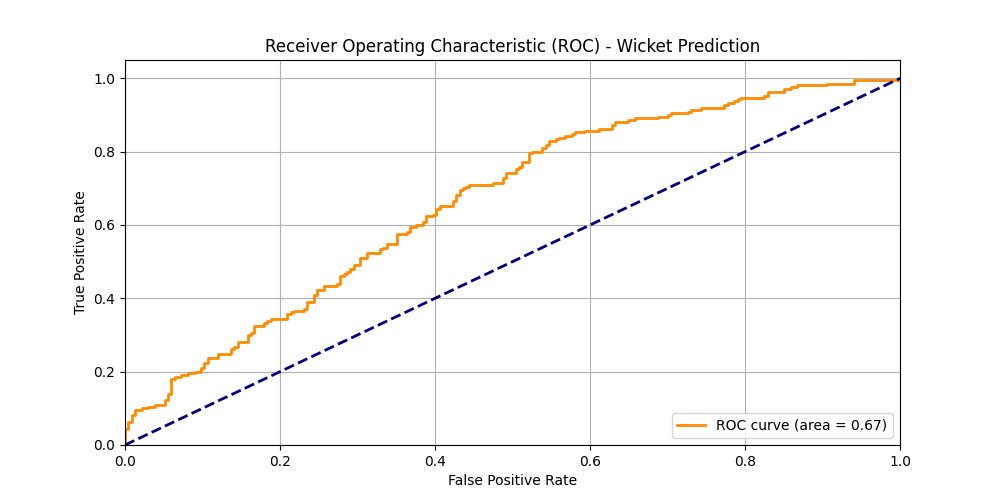 Receiver Operating Characteristic (ROC) - Wicket Prediction
True Positive Rate
1.0
0.8
0.6
0.4
0.2
0.0
ROC curve (area = 0.67)
0.0 0.2 0.4 0.6 0.8 1.0
False Positive Rate